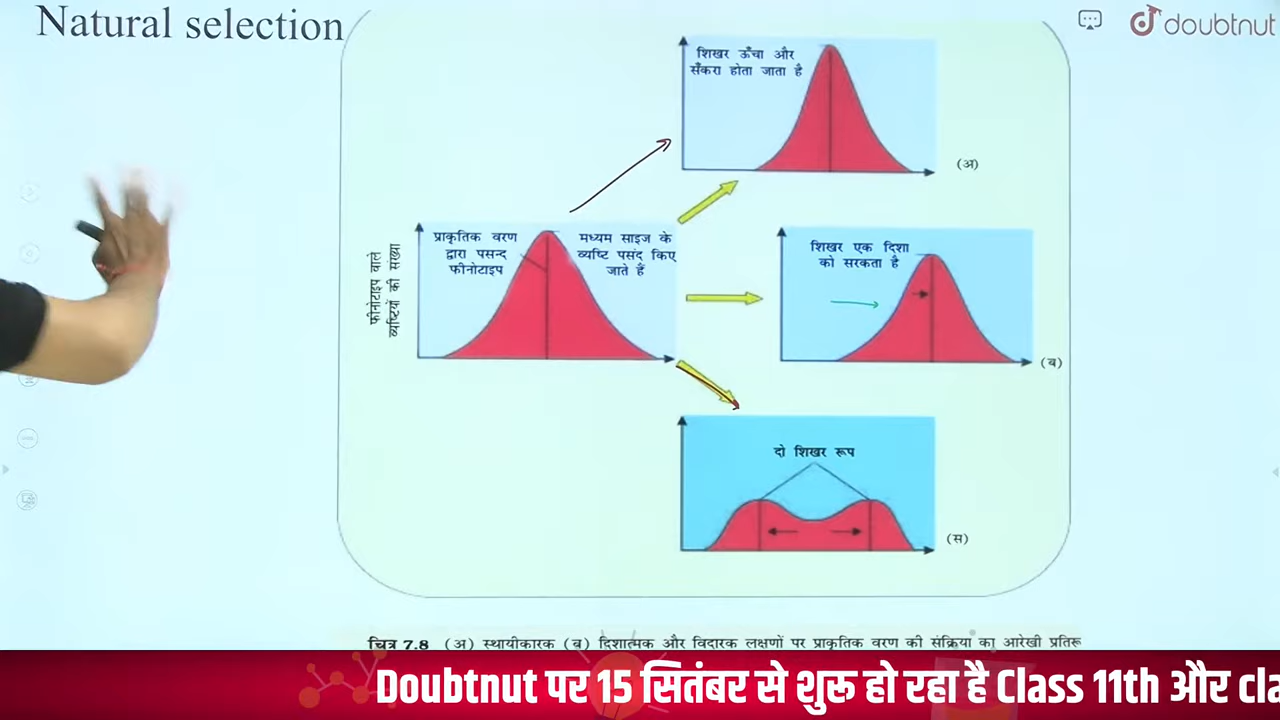 Natural selection
doubtnut
शिखर ऊँचा और
सँकरा होता जाता है
(अ)
फीनोटाइप वाले
व्यष्टियों की संख्या
प्राकृतिक वरण
द्वारा पसन्द
फीनोटाइप
मध्यम साइज के
व्यष्टि पसंद किए
जाते हैं
शिखर एक दिशा
को सरकता है
(ब)
दो शिखर रूप
(स)
चित्र 7.8 (अ) स्थायीकारक (ब) दिशात्मक और विदारक लक्षणों पर प्राकृतिक वरण की संक्रिया का आरेखी प्रतिरू
Doubtnut पर 15 सितंबर से शुरू हो रहा है Class 11th और cla